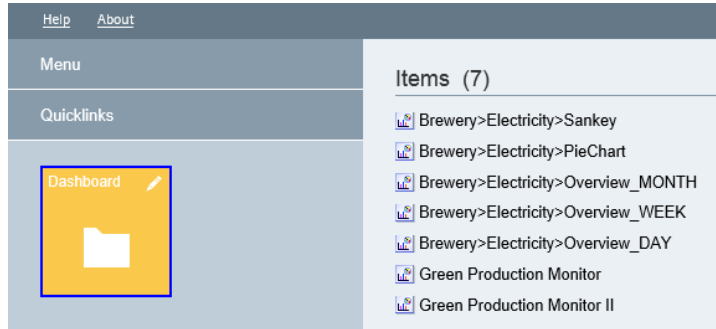 Help About
Menu
Quicklinks
Dashboard
Items (7)
Brewery>Electricity>Sankey
Brewery>Electricity>PieChart
Brewery>Electricity>Overview_MONTH
Brewery>Electricity>Overview_WEEK
Brewery>Electricity>Overview_DAY
Green Production Monitor
Green Production Monitor II